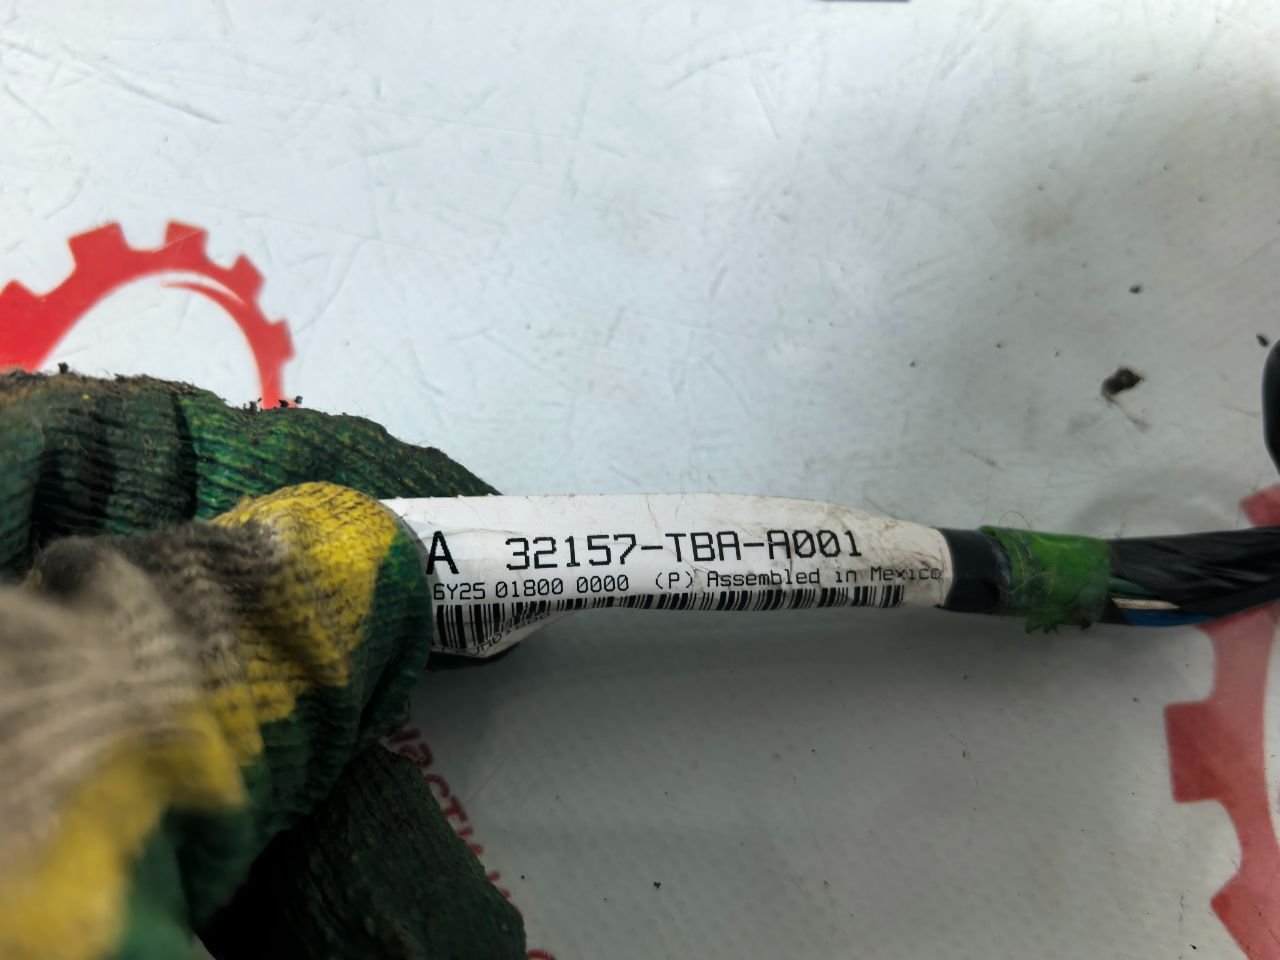 A 32157-TBA-A001
6Y25 01800 0000 (P) Assembled in Mexico